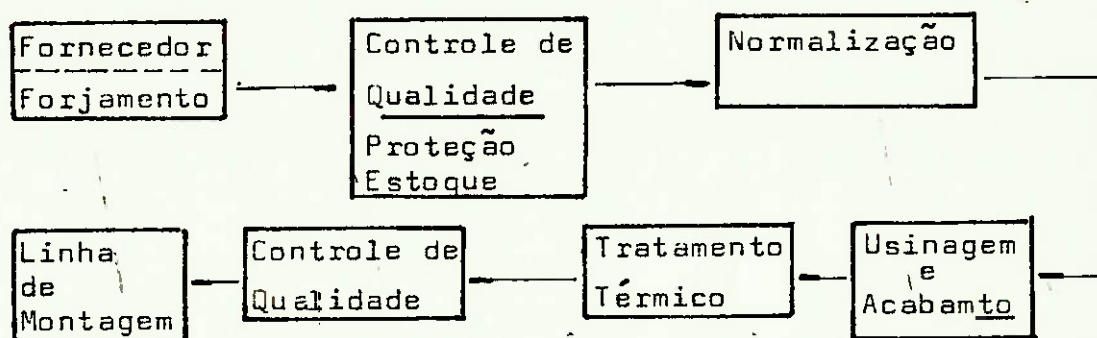 Fornecedor
Forjamento
Controle de
Qualidade
Proteção
Estoque
Normalização
Usinagem
e
Acabamto
Tratamento
Térmico
Controle de
Qualidade
Linha
de
Montagem